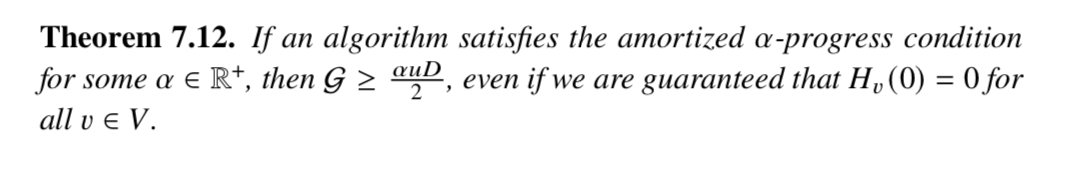 Theorem 7.12. If an algorithm satisfies the amortized α-progress condition
for some α ∈ ℝ⁺, then 𝒢 ≥ αuD/2, even if we are guaranteed that Hᵥ(0) = 0 for
all v ∈ V.